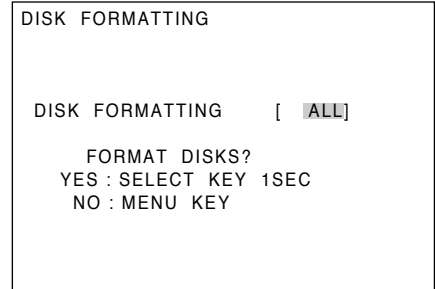 DISK FORMATTING
DISK FORMATTING [ ALL]
FORMAT DISKS?
YES : SELECT KEY 1SEC
NO : MENU KEY